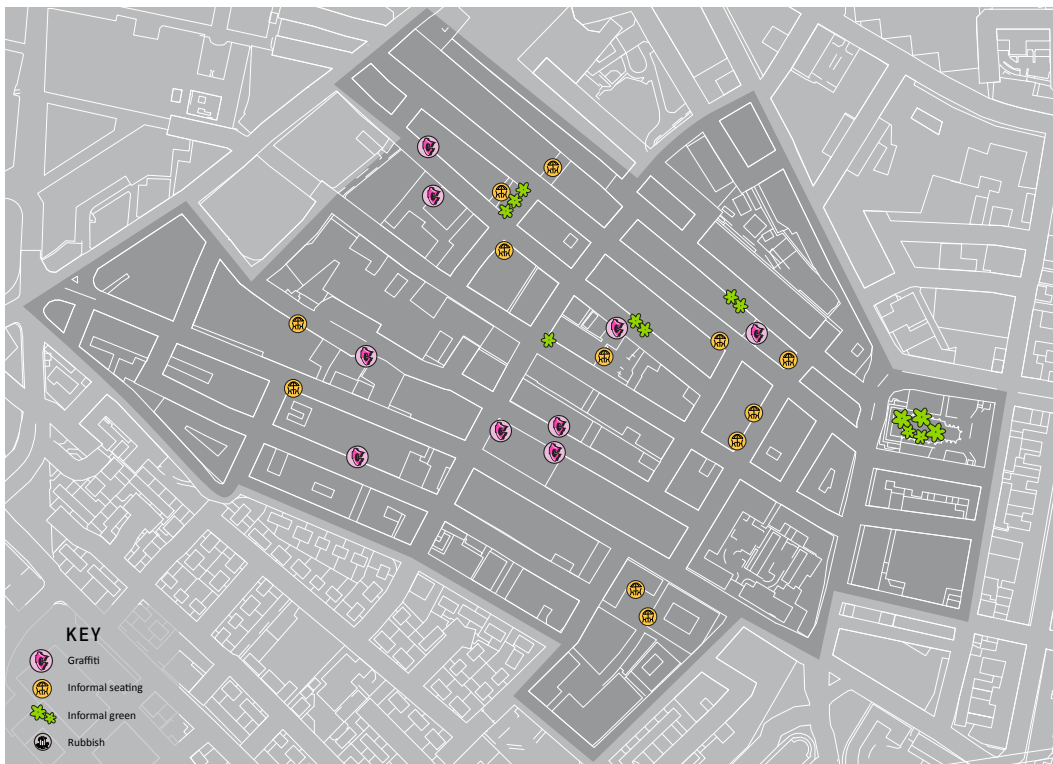 KEY
Graffiti
Informal seating
Informal green
Rubbish